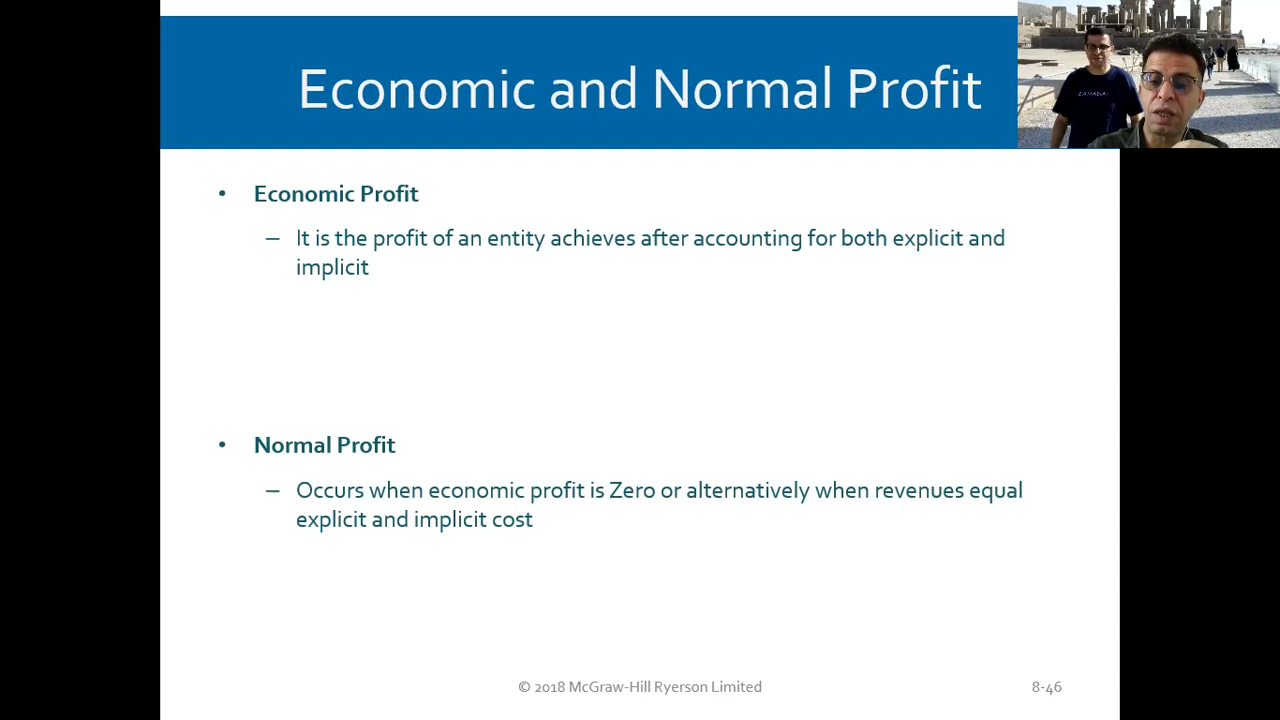 Economic and Normal Profit
• Economic Profit
– It is the profit of an entity achieves after accounting for both explicit and
implicit
• Normal Profit
– Occurs when economic profit is Zero or alternatively when revenues equal
explicit and implicit cost
© 2018 McGraw-Hill Ryerson Limited
8-46